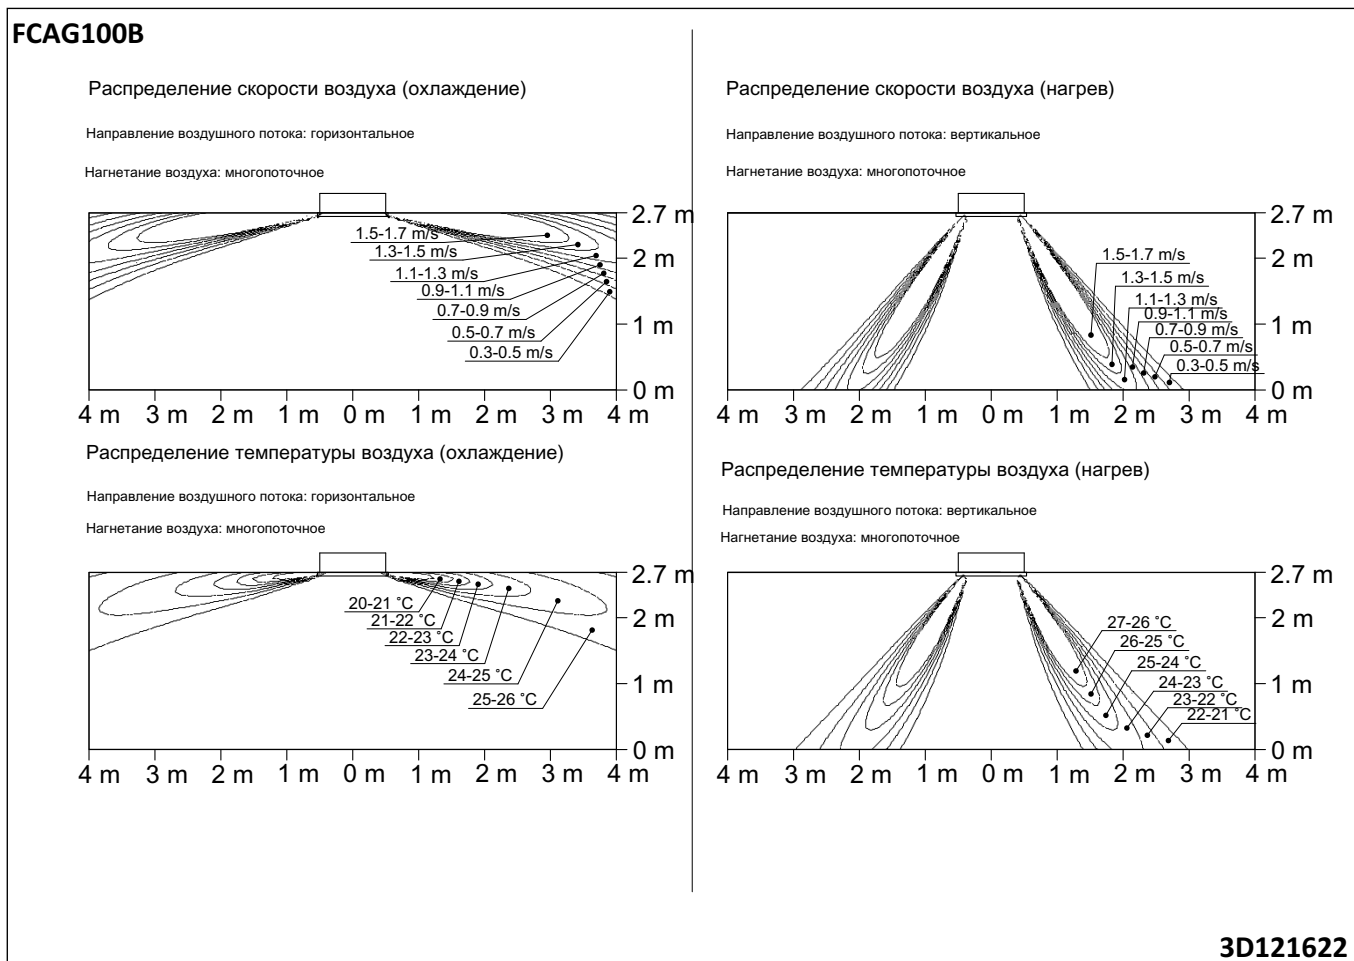 FCAG100B
Распределение скорости воздуха (охлаждение)
Направление воздушного потока: горизонтальное
Нагнетание воздуха: многопоточное
2.7 m
1.5-1.7 m/s
1.3-1.5 m/s
2 m
1.1-1.3 m/s
0.9-1.1 m/s
0.7-0.9 m/s
1 m
0.5-0.7 m/s
0.3-0.5 m/s
0 m
4 m 3 m 2 m 1 m 0 m 1 m 2 m 3 m 4 m
Распределение температуры воздуха (охлаждение)
Направление воздушного потока: горизонтальное
Нагнетание воздуха: многопоточное
2.7 m
20-21 °C
21-22 °C
2 m
22-23 °C
23-24 °C
24-25 °C
1 m
25-26 °C
0 m
4 m 3 m 2 m 1 m 0 m 1 m 2 m 3 m 4 m
Распределение скорости воздуха (нагрев)
Направление воздушного потока: вертикальное
Нагнетание воздуха: многопоточное
2.7 m
1.5-1.7 m/s
2 m
1.3-1.5 m/s
1.1-1.3 m/s
0.9-1.1 m/s
1 m
0.7-0.9 m/s
0.5-0.7 m/s
0.3-0.5 m/s
0 m
4 m 3 m 2 m 1 m 0 m 1 m 2 m 3 m 4 m
Распределение температуры воздуха (нагрев)
Направление воздушного потока: вертикальное
Нагнетание воздуха: многопоточное
2.7 m
27-26 °C
2 m
26-25 °C
25-24 °C
24-23 °C
1 m
23-22 °C
22-21 °C
0 m
4 m 3 m 2 m 1 m 0 m 1 m 2 m 3 m 4 m
3D121622